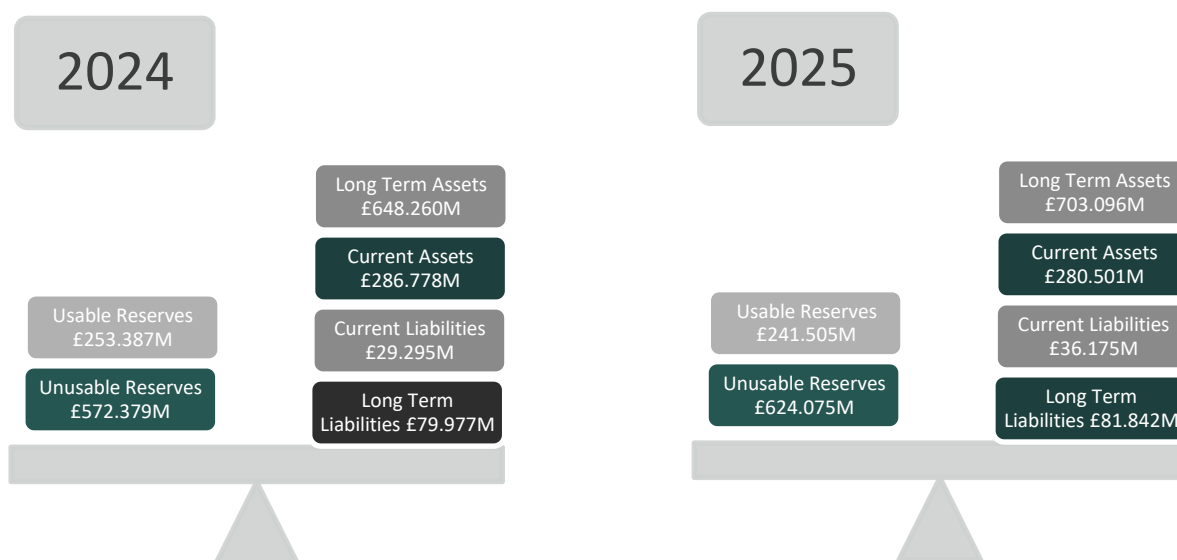 2024
Long Term Assets
£648.260M
Current Assets
£286.778M
Usable Reserves
£253.387M
Current Liabilities
£29.295M
Unusable Reserves
£572.379M
Long Term
Liabilities £79.977M
2025
Long Term Assets
£703.096M
Current Assets
£280.501M
Usable Reserves
£241.505M
Current Liabilities
£36.175M
Unusable Reserves
£624.075M
Long Term
Liabilities £81.842M